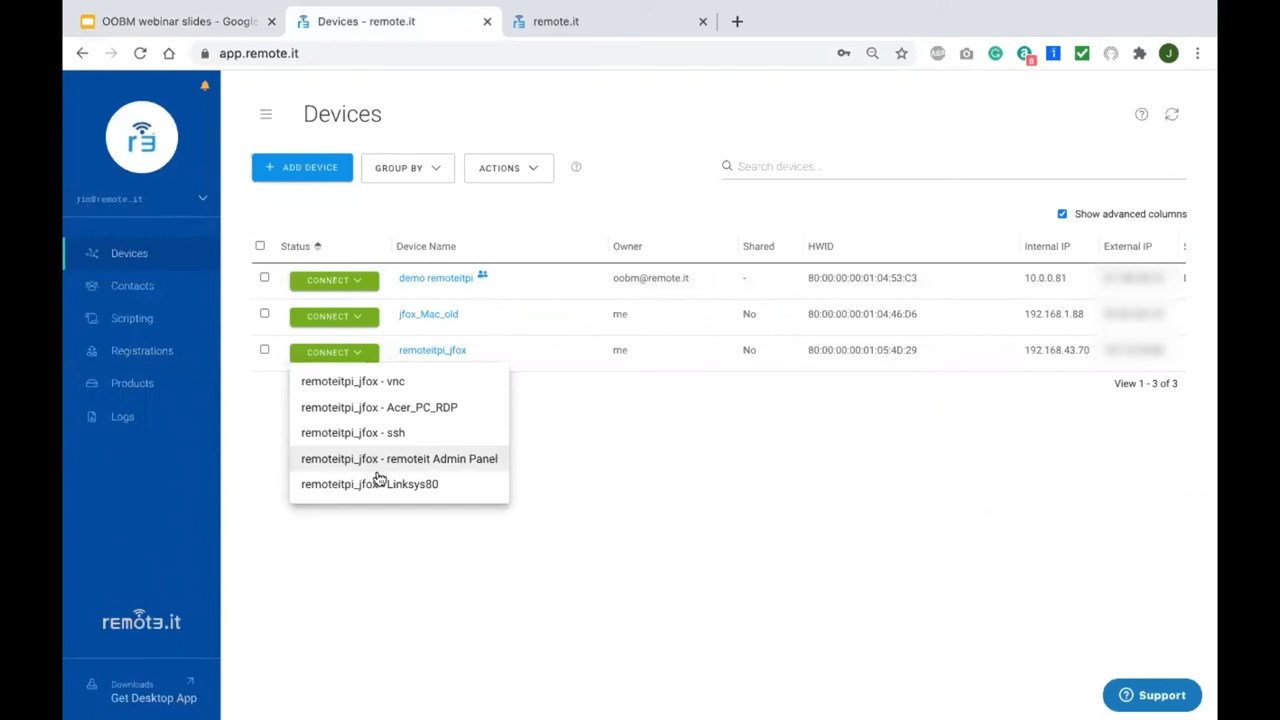 OOBM webinar slides - Google
Devices - remote.it
remote.it
app.remote.it
ABP
8
J
r3
jim@remote.it
Devices
Contacts
Scripting
Registrations
Products
Logs
remot3.it
Downloads
Get Desktop App
Devices
+ ADD DEVICE
GROUP BY
ACTIONS
Search devices...
Show advanced columns
Status Device Name Owner Shared HWID Internal IP External IP
CONNECT demo remoteitpi oobm@remote.it - 80:00:00:00:01:04:53:C3 10.0.0.81
CONNECT jfox_Mac_old me No 80:00:00:00:01:04:46:D6 192.168.1.88
CONNECT remoteitpi_jfox me No 80:00:00:00:01:05:4D:29 192.168.43.70
View 1 - 3 of 3
remoteitpi_jfox - vnc
remoteitpi_jfox - Acer_PC_RDP
remoteitpi_jfox - ssh
remoteitpi_jfox - remoteit Admin Panel
remoteitpi_jfox - Linksys80
Support